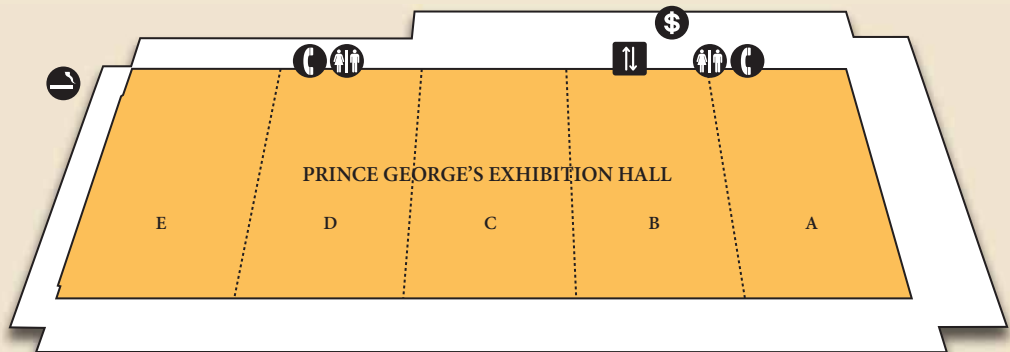 $
PRINCE GEORGE'S EXHIBITION HALL
E D C B A